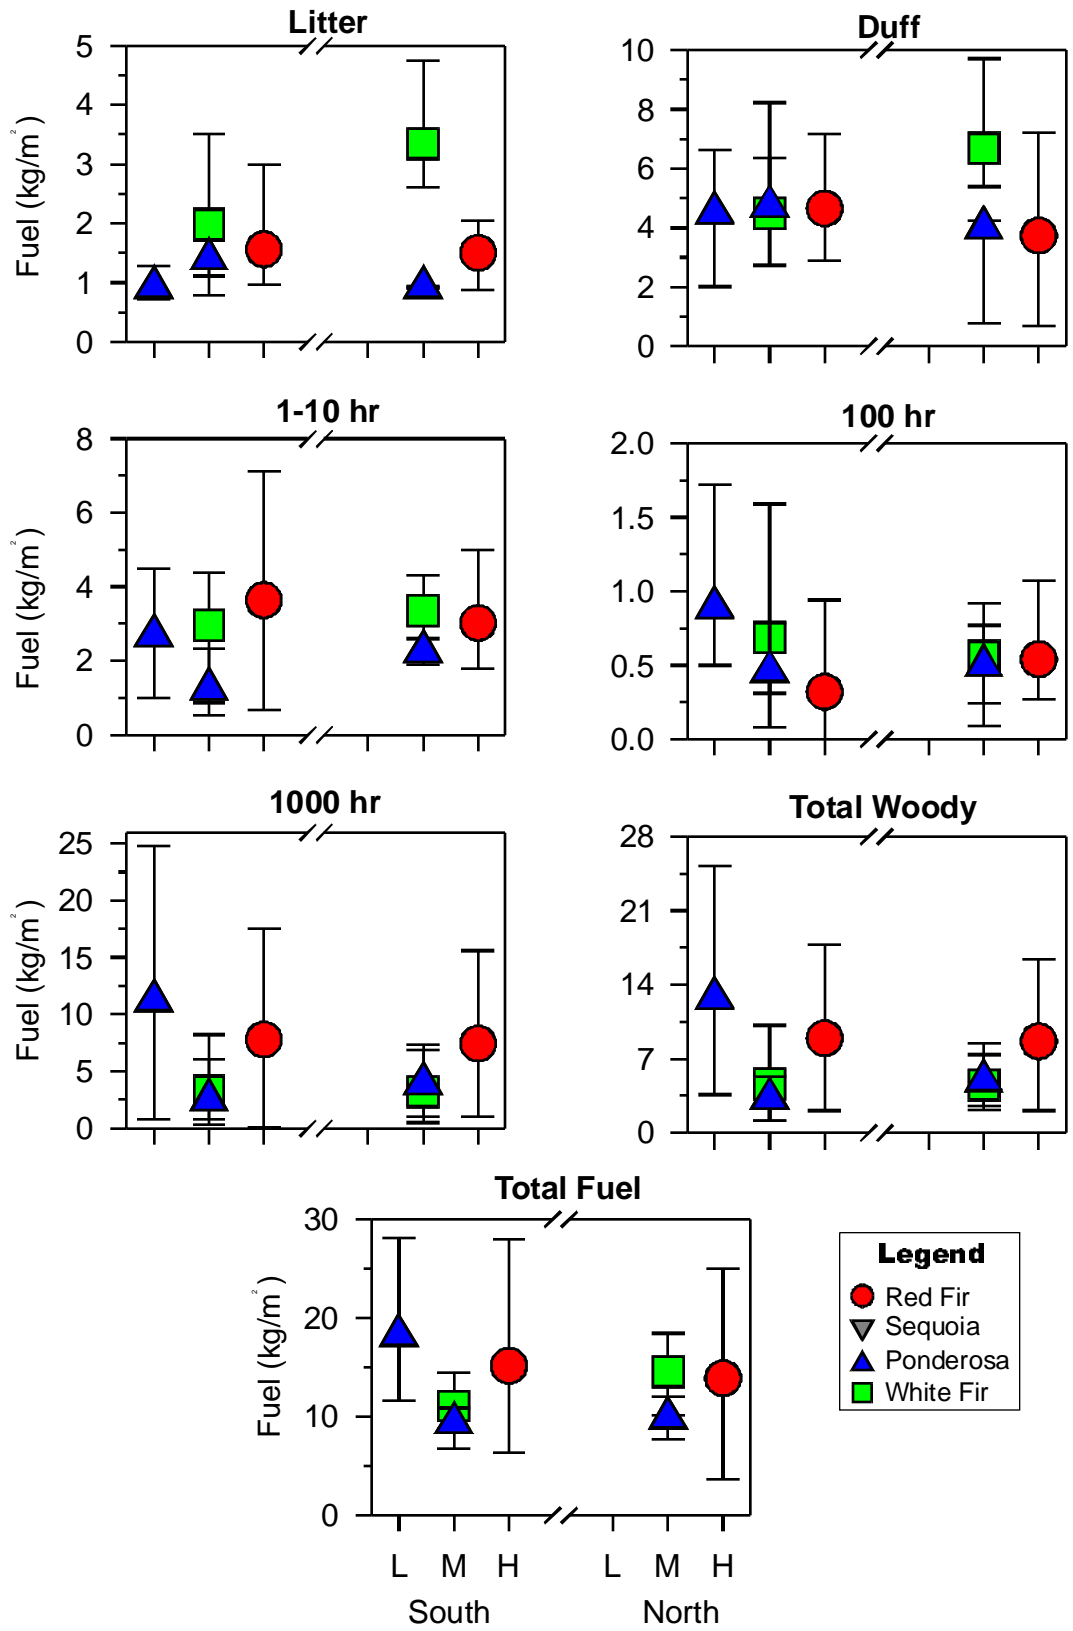 Litter
5
4
3
2
1
0
Fuel (kg/m²)
Duff
10
8
6
4
2
0
1-10 hr
8
6
4
2
0
Fuel (kg/m²)
100 hr
2.0
1.5
1.0
0.5
0.0
1000 hr
25
20
15
10
5
0
Fuel (kg/m²)
Total Woody
28
21
14
7
0
Total Fuel
30
20
10
0
Fuel (kg/m²)
L M H L M H
South North
Legend
Red Fir
Sequoia
Ponderosa
White Fir